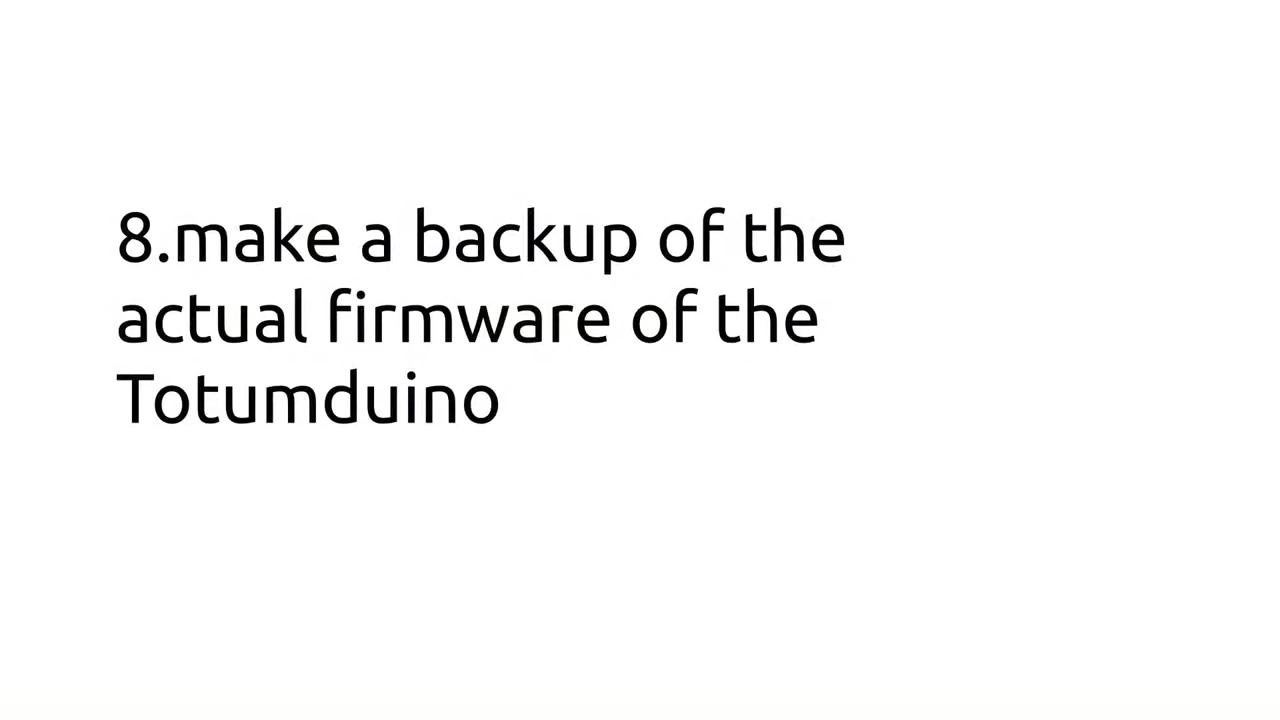 8.make a backup of the
actual firmware of the
Totumduino